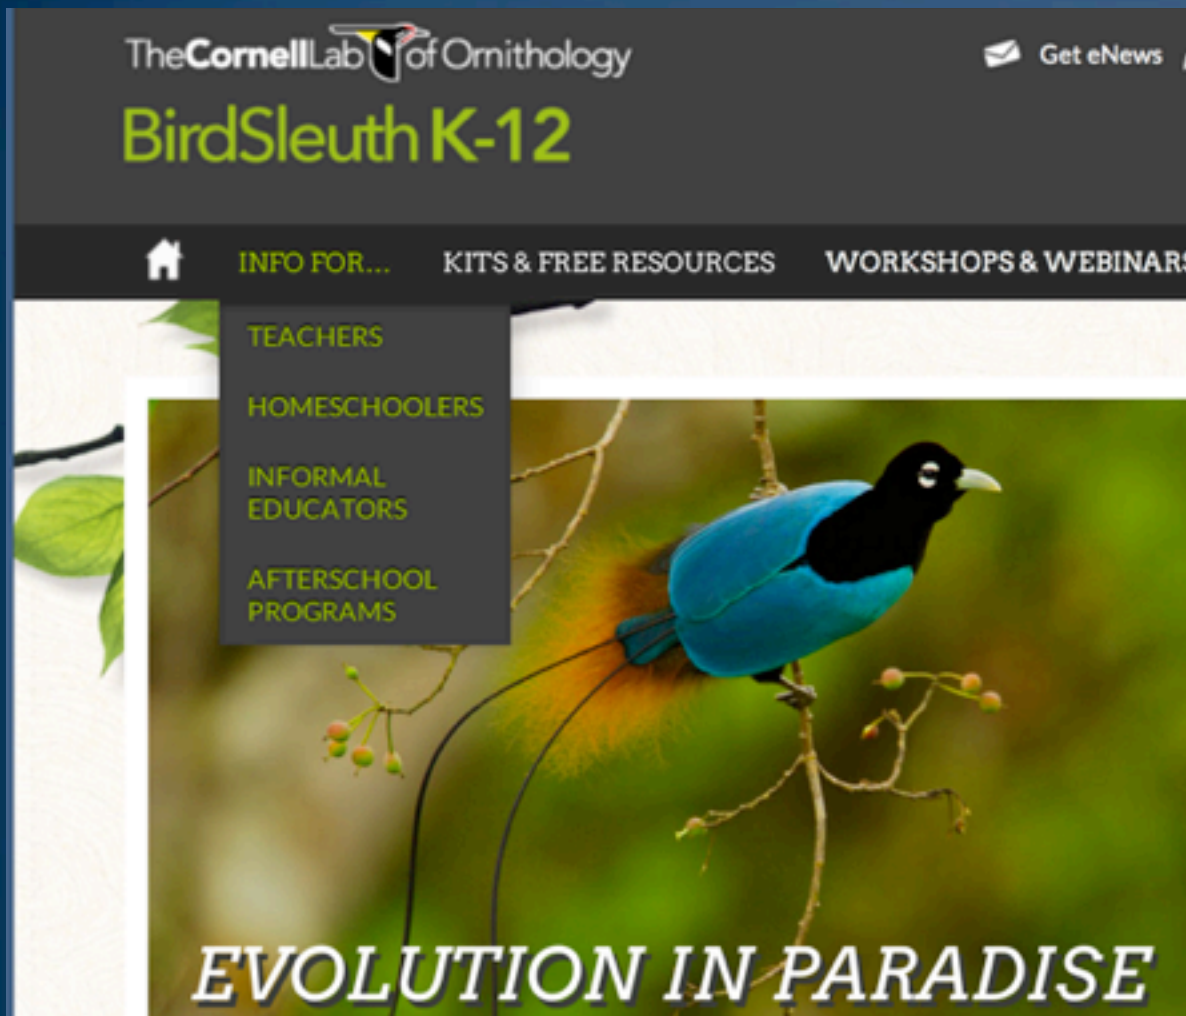 TheCornellLab of Ornithology
Get eNews
BirdSleuth K-12
INFO FOR...
KITS & FREE RESOURCES
WORKSHOPS & WEBINARS
TEACHERS
HOMESCHOOLERS
INFORMAL
EDUCATORS
AFTERSCHOOL
PROGRAMS
EVOLUTION IN PARADISE